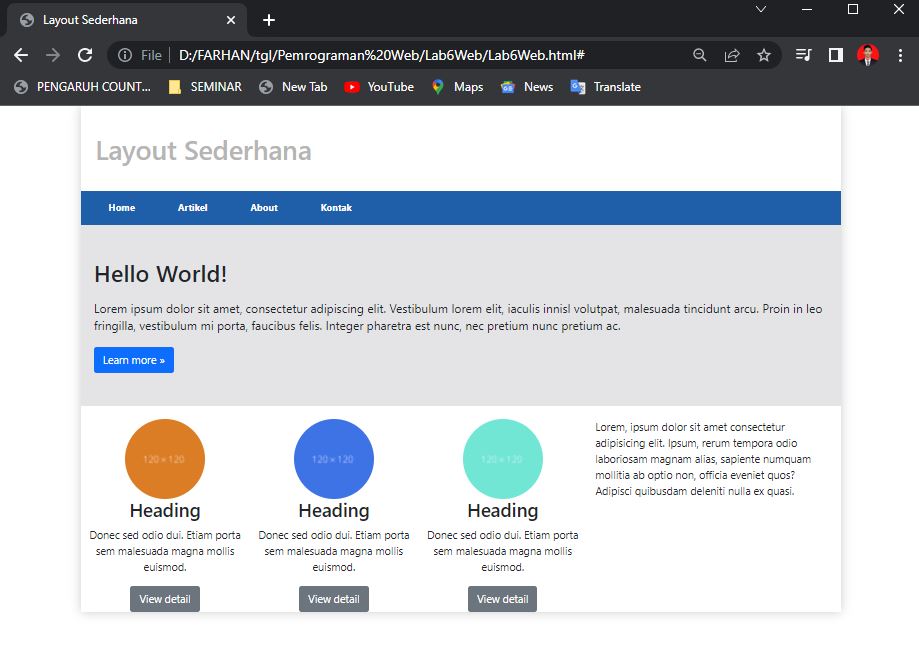 Layout Sederhana
File D:/FARHAN/tgl/Pemrograman%20Web/Lab6Web/Lab6Web.html#
PENGARUH COUNT... SEMINAR New Tab YouTube Maps News Translate
Layout Sederhana
Home Artikel About Kontak
Hello World!
Lorem ipsum dolor sit amet, consectetur adipiscing elit. Vestibulum lorem elit, iaculis innisl volutpat, malesuada tincidunt arcu. Proin in leo
fringilla, vestibulum mi porta, faucibus felis. Integer pharetra est nunc, nec pretium nunc pretium ac.
Learn more »
120 × 120
Heading
Donec sed odio dui. Etiam porta
sem malesuada magna mollis
euismod.
View detail
120 × 120
Heading
Donec sed odio dui. Etiam porta
sem malesuada magna mollis
euismod.
View detail
120 × 120
Heading
Donec sed odio dui. Etiam porta
sem malesuada magna mollis
euismod.
View detail
Lorem, ipsum dolor sit amet consectetur
adipisicing elit. Ipsum, rerum tempora odio
laboriosam magnam alias, sapiente numquam
mollitia ab optio non, officia eveniet quos?
Adipisci quibusdam deleniti nulla ex quasi.